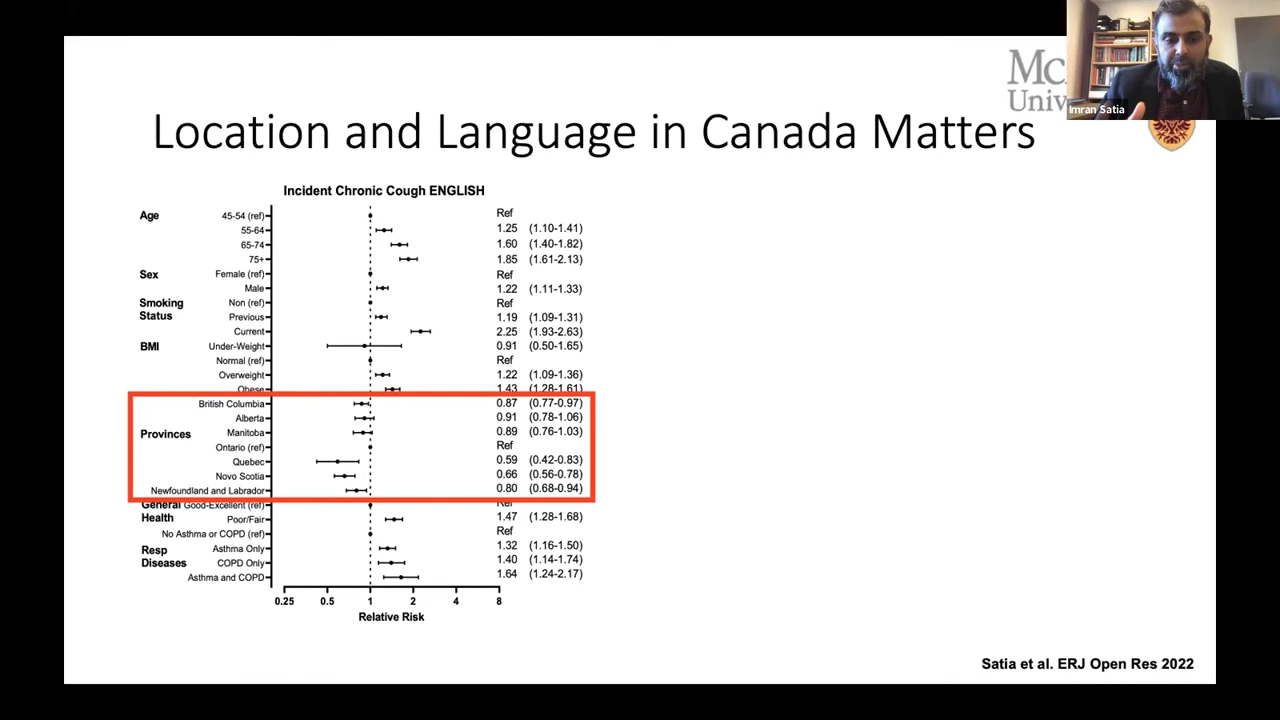 Mc
Univ
Imran Satia
Location and Language in Canada Matters
Incident Chronic Cough ENGLISH
Age 45-54 (ref) Ref
55-64 1.25 (1.10-1.41)
65-74 1.60 (1.40-1.82)
75+ 1.85 (1.61-2.13)
Sex Female (ref) Ref
Male 1.22 (1.11-1.33)
Smoking Status Non (ref) Ref
Previous 1.19 (1.09-1.31)
Current 2.25 (1.93-2.63)
BMI Under-Weight 0.91 (0.50-1.65)
Normal (ref) Ref
Overweight 1.22 (1.09-1.36)
Obese 1.43 (1.28-1.61)
British Columbia 0.87 (0.77-0.97)
Alberta 0.91 (0.78-1.06)
Provinces Manitoba 0.89 (0.76-1.03)
Ontario (ref) Ref
Quebec 0.59 (0.42-0.83)
Novo Scotia 0.66 (0.56-0.78)
Newfoundland and Labrador 0.80 (0.68-0.94)
General Health Good-Excellent (ref) Ref
Poor/Fair 1.47 (1.28-1.68)
No Asthma or COPD (ref) Ref
Resp Diseases Asthma Only 1.32 (1.16-1.50)
COPD Only 1.40 (1.14-1.74)
Asthma and COPD 1.64 (1.24-2.17)
0.25 0.5 1 2 4 8
Relative Risk
Satia et al. ERJ Open Res 2022